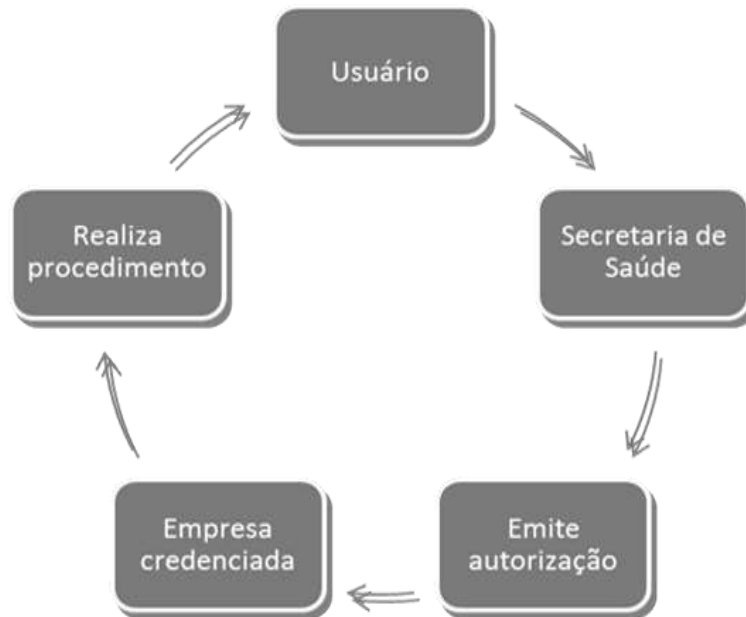 Usuário
Secretaria de
Saúde
Emite
autorização
Empresa
credenciada
Realiza
procedimento